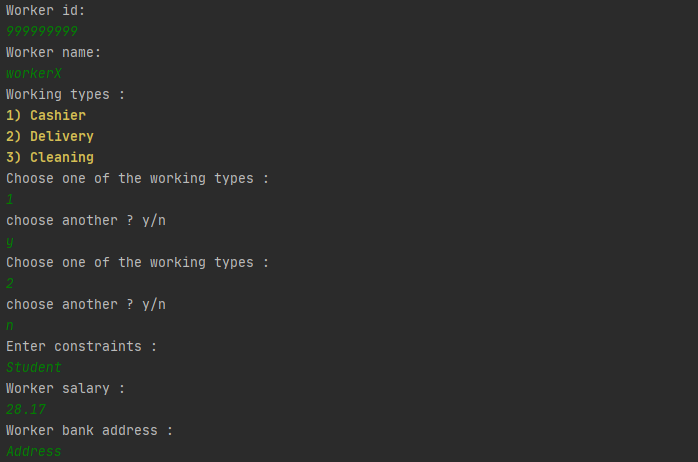 Worker id:
999999999
Worker name:
workerX
Working types :
1) Cashier
2) Delivery
3) Cleaning
Choose one of the working types :
1
choose another ? y/n
y
Choose one of the working types :
2
choose another ? y/n
n
Enter constraints :
Student
Worker salary :
28.17
Worker bank address :
Address